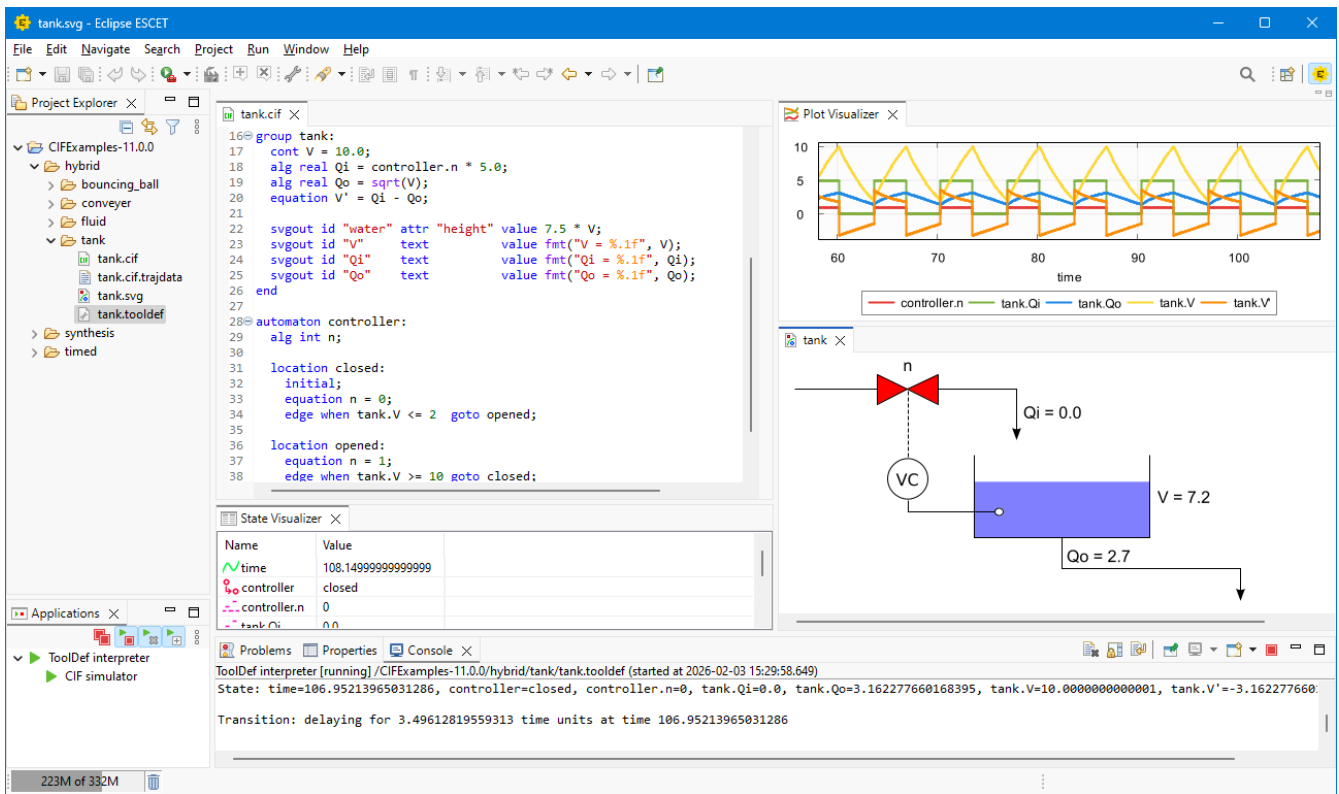 tank.svg - Eclipse ESCET
File Edit Navigate Search Project Run Window Help
Project Explorer
CIFExamples-11.0.0
hybrid
bouncing_ball
conveyer
fluid
tank
tank.cif
tank.cif.trajdata
tank.svg
tank.tooldef
synthesis
timed
tank.cif
16 group tank:
17 cont V = 10.0;
18 alg real Qi = controller.n * 5.0;
19 alg real Qo = sqrt(V);
20 equation V' = Qi - Qo;
21
22 svgout id "water" attr "height" value 7.5 * V;
23 svgout id "V" text value fmt("V = %.1f", V);
24 svgout id "Qi" text value fmt("Qi = %.1f", Qi);
25 svgout id "Qo" text value fmt("Qo = %.1f", Qo);
26 end
27
28 automaton controller:
29 alg int n;
30
31 location closed:
32 initial;
33 equation n = 0;
34 edge when tank.V <= 2 goto opened;
35
36 location opened:
37 equation n = 1;
38 edge when tank.V >= 10 goto closed;
Plot Visualizer
10
5
0
60 70 80 90 100
time
controller.n tank.Qi tank.Qo tank.V tank.V'
tank
n
Qi = 0.0
VC
V = 7.2
Qo = 2.7
State Visualizer
Name Value
time 108.14999999999999
controller closed
controller.n 0
tank.Qi 0.0
Applications
ToolDef interpreter
CIF simulator
Problems Properties Console
ToolDef interpreter [running] /CIFExamples-11.0.0/hybrid/tank/tank.tooldef (started at 2026-02-03 15:29:58.649)
State: time=106.95213965031286, controller=closed, controller.n=0, tank.Qi=0.0, tank.Qo=3.162277660168395, tank.V=10.0000000000001, tank.V'=-3.162277660
Transition: delaying for 3.49612819559313 time units at time 106.95213965031286
223M of 332M